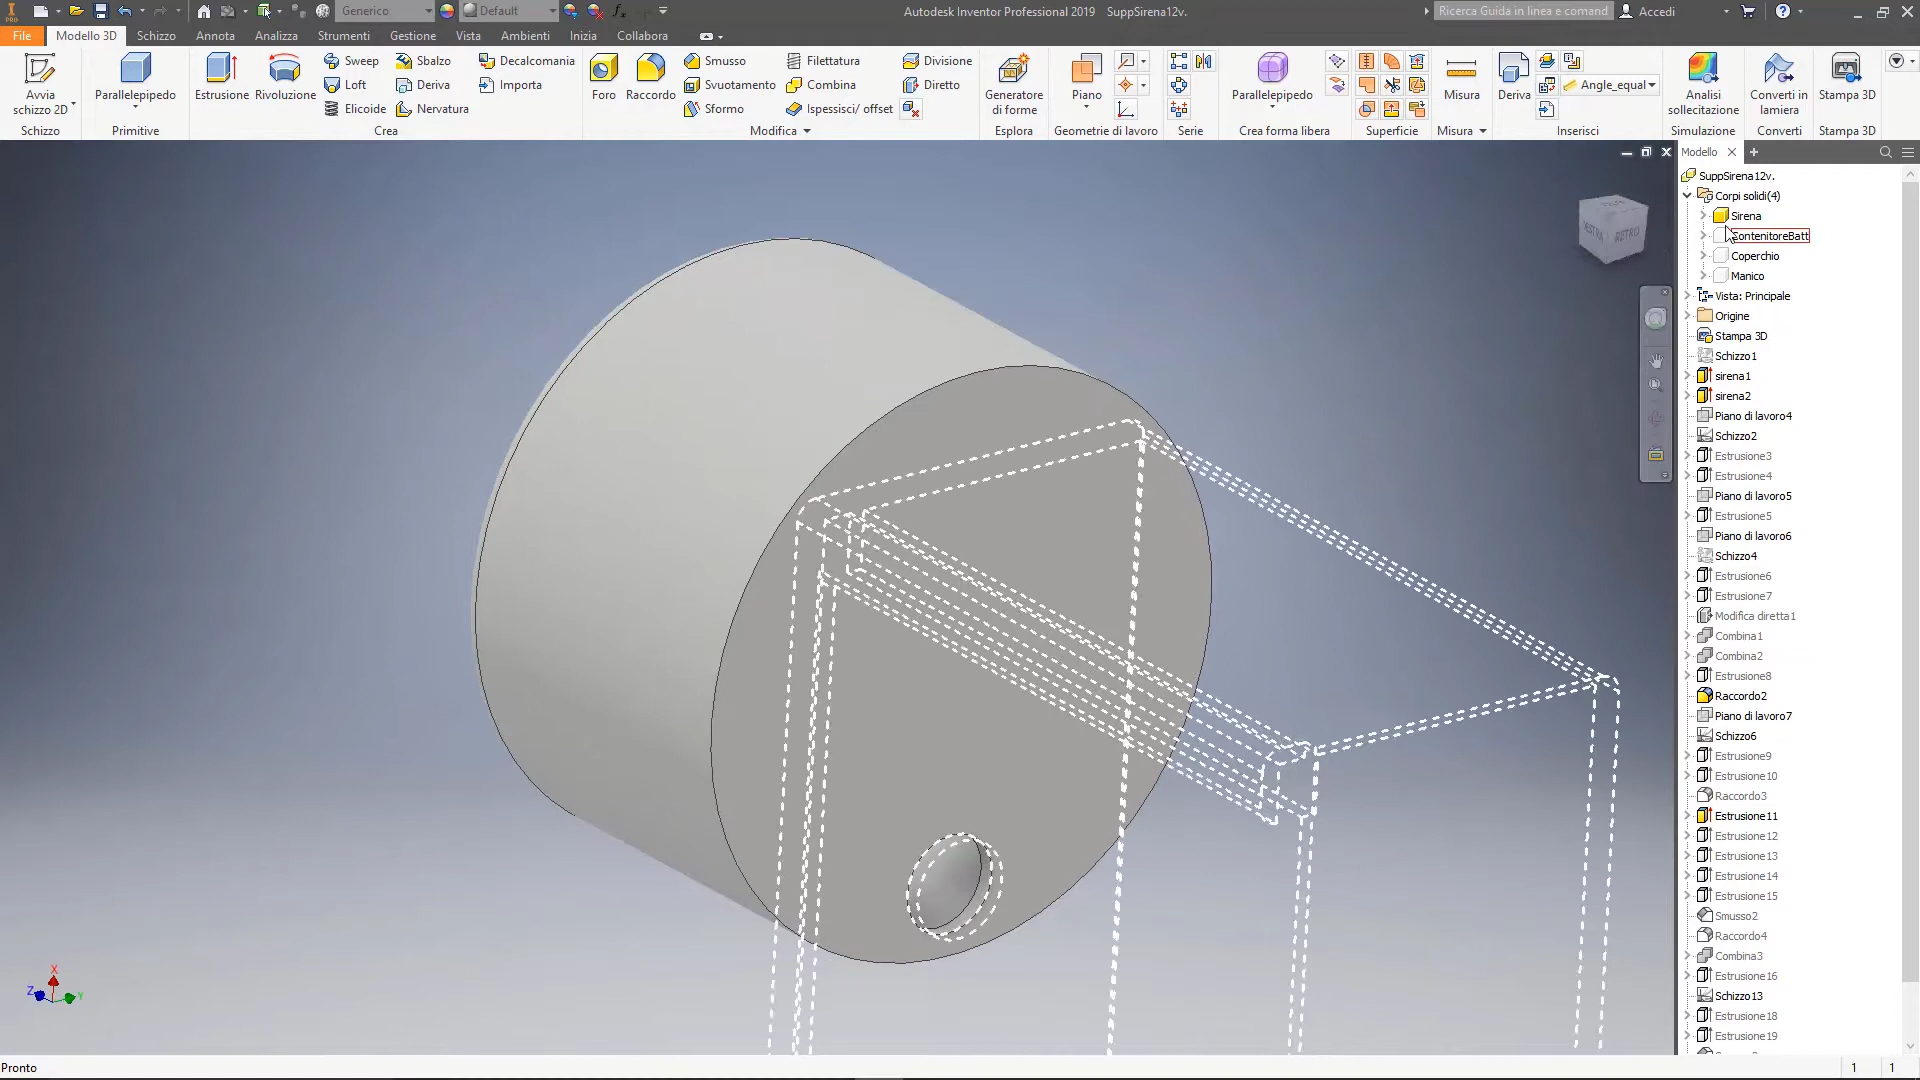 PRO
Generico
Default
Autodesk Inventor Professional 2019 SuppSirena12v.
Ricerca Guida in linea e comand
Accedi
File
Modello 3D
Schizzo
Annota
Analizza
Strumenti
Gestione
Vista
Ambienti
Inizia
Collabora
Avvia
schizzo 2D
Schizzo
Parallelepipedo
Primitive
Estrusione
Rivoluzione
Sweep
Loft
Elicoide
Sbalzo
Deriva
Nervatura
Decalcomania
Importa
Crea
Foro
Raccordo
Smusso
Svuotamento
Sformo
Filettatura
Combina
Ispessisci/ offset
Divisione
Diretto
Modifica
Generatore
di forme
Esplora
Piano
Geometrie di lavoro
Serie
Parallelepipedo
Crea forma libera
Superficie
Misura
Misura
Deriva
Angle_equal
Inserisci
Analisi
sollecitazione
Simulazione
Converti in
lamiera
Converti
Stampa 3D
Stampa 3D
DESTRA
RETRO
Modello
SuppSirena12v.
Corpi solidi(4)
Sirena
ContenitoreBatt
Coperchio
Manico
Vista: Principale
Origine
Stampa 3D
Schizzo1
sirena1
sirena2
Piano di lavoro4
Schizzo2
Estrusione3
Estrusione4
Piano di lavoro5
Estrusione5
Piano di lavoro6
Schizzo4
Estrusione6
Estrusione7
Modifica diretta1
Combina1
Combina2
Estrusione8
Raccordo2
Piano di lavoro7
Schizzo6
Estrusione9
Estrusione10
Raccordo3
Estrusione11
Estrusione12
Estrusione13
Estrusione14
Estrusione15
Smusso2
Raccordo4
Combina3
Estrusione16
Schizzo13
Estrusione18
Estrusione19
X
Z
Y
Pronto
1
1